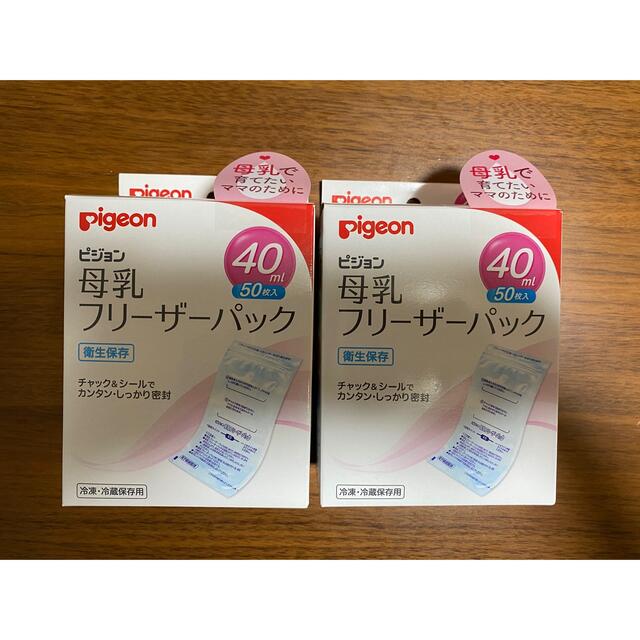 母乳で
育てたい
ママのために
pigeon
pigeon
ピジョン
40
ml
50枚入
母乳
フリーザーパック
衛生保存
チャック&シールで
カンタン・しっかり密封
冷凍・冷蔵保存用
母乳で
育てたい
ママのために
pigeon
pigeon
ピジョン
40
ml
50枚入
母乳
フリーザーパック
衛生保存
チャック&シールで
カンタン・しっかり密封
冷凍・冷蔵保存用